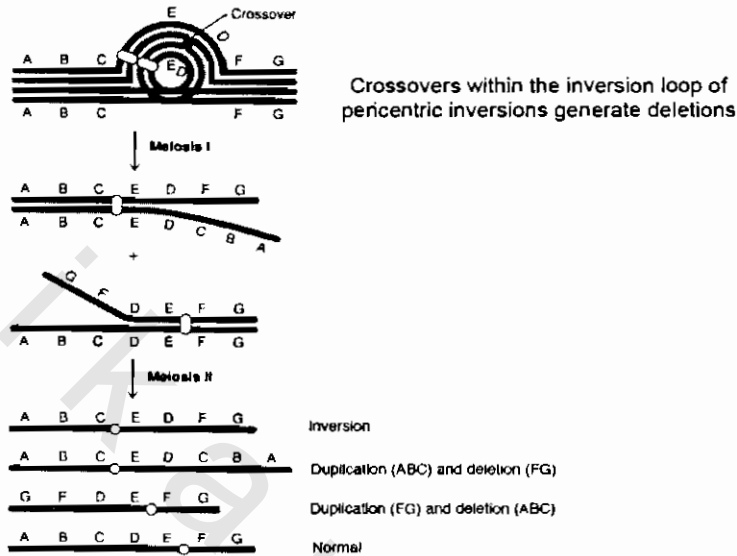 E
Crossover
D
A B C E D F G
A B C F G
Crossovers within the inversion loop of
pericentric inversions generate deletions
Meiosis I
A B C E D F G
A B C E D C B A
+
G F D E F G
A B C D E F G
Meiosis II
A B C E D F G Inversion
A B C E D C B A Duplication (ABC) and deletion (FG)
G F D E F G Duplication (FG) and deletion (ABC)
A B C D E F G Normal